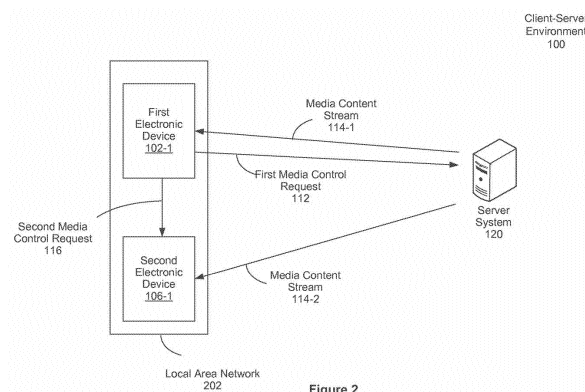 Client-Server
Environment
100
First
Electronic
Device
102-1
Media Content
Stream
114-1
First Media Control
Request
112
Server
System
120
Second Media
Control Request
116
Second
Electronic
Device
106-1
Media Content
Stream
114-2
Local Area Network
202
Figure 2